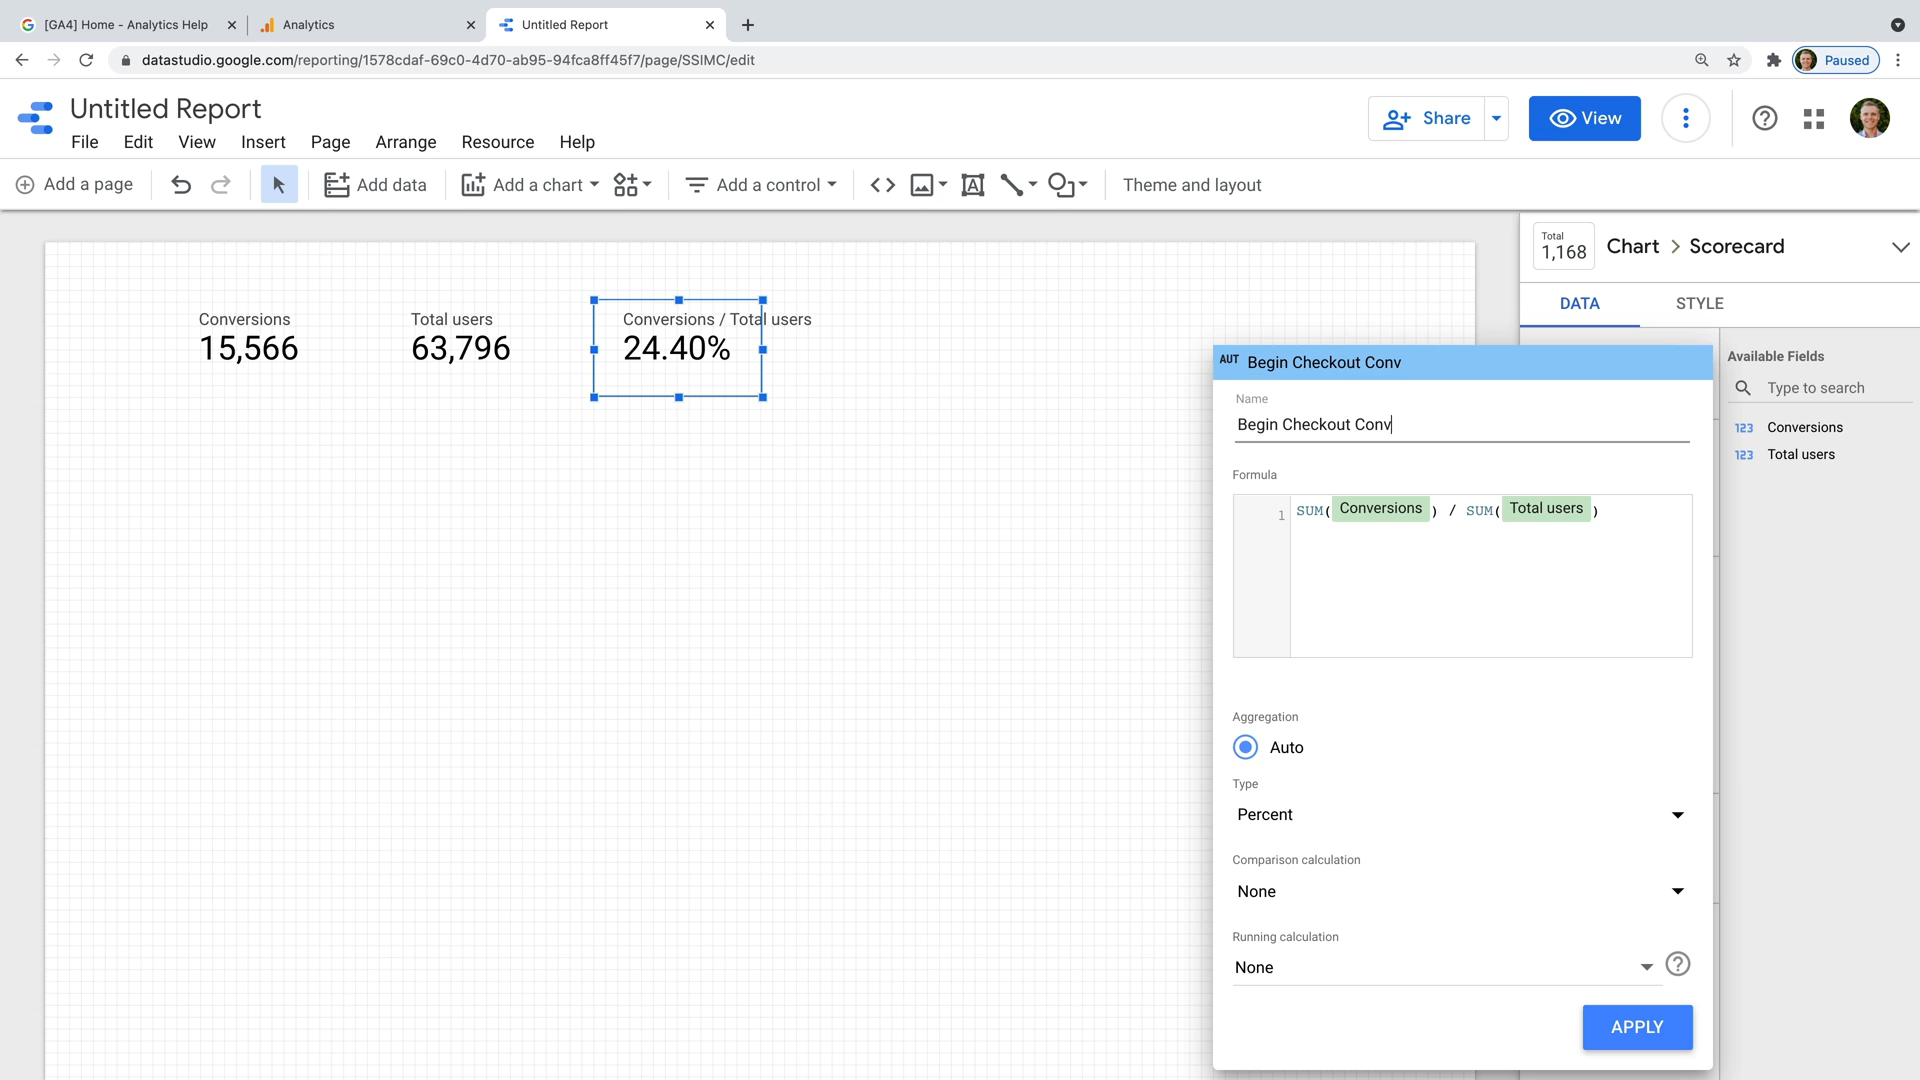 [GA4] Home - Analytics Help
Analytics
Untitled Report
datastudio.google.com/reporting/1578cdaf-69c0-4d70-ab95-94fca8ff45f7/page/SSIMC/edit
Paused
Untitled Report
File Edit View Insert Page Arrange Resource Help
Share
View
Add a page
Add data
Add a chart
Add a control
Theme and layout
Total
1,168
Chart > Scorecard
DATA
STYLE
Conversions
15,566
Total users
63,796
Conversions / Total users
24.40%
AUT Begin Checkout Conv
Name
Begin Checkout Conv
Formula
1 SUM( Conversions ) / SUM( Total users )
Aggregation
Auto
Type
Percent
Comparison calculation
None
Running calculation
None
APPLY
Available Fields
Type to search
123 Conversions
123 Total users